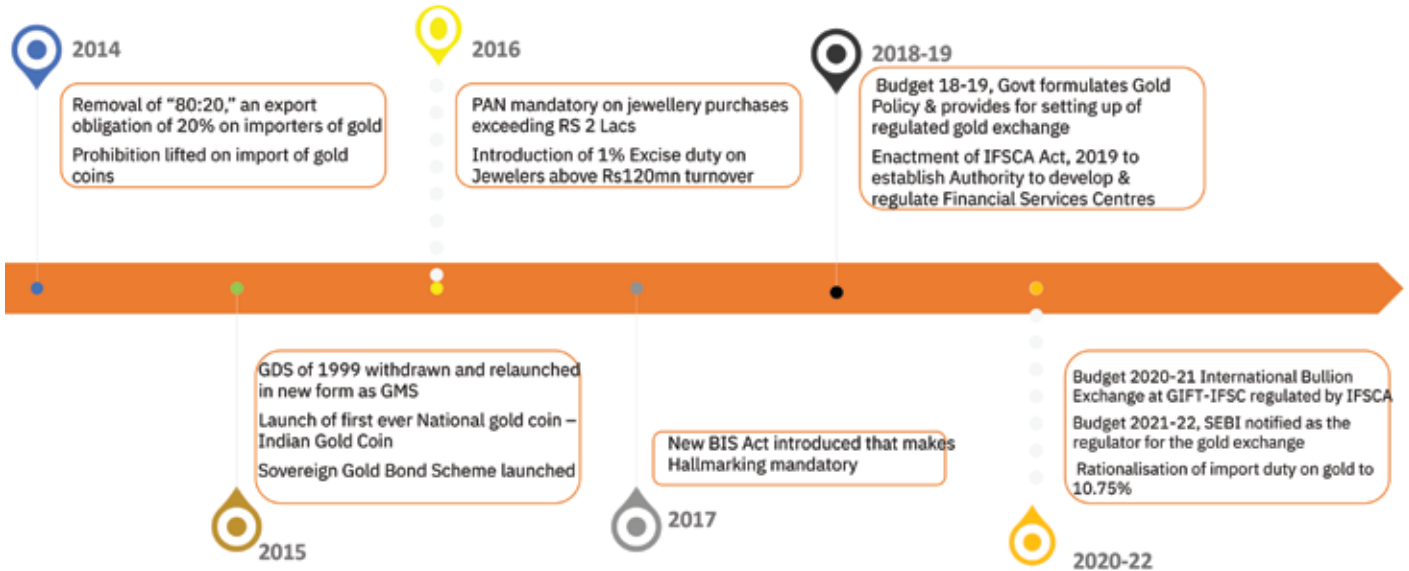 2014
Removal of “80:20,” an export
obligation of 20% on importers of gold
Prohibition lifted on import of gold
coins
2016
PAN mandatory on jewellery purchases
exceeding RS 2 Lacs
Introduction of 1% Excise duty on
Jewelers above Rs120mn turnover
2018-19
Budget 18-19, Govt formulates Gold
Policy & provides for setting up of
regulated gold exchange
Enactment of IFSCA Act, 2019 to
establish Authority to develop &
regulate Financial Services Centres
GDS of 1999 withdrawn and relaunched
in new form as GMS
Launch of first ever National gold coin –
Indian Gold Coin
Sovereign Gold Bond Scheme launched
2015
New BIS Act introduced that makes
Hallmarking mandatory
2017
Budget 2020-21 International Bullion
Exchange at GIFT-IFSC regulated by IFSCA
Budget 2021-22, SEBI notified as the
regulator for the gold exchange
Rationalisation of import duty on gold to
10.75%
2020-22